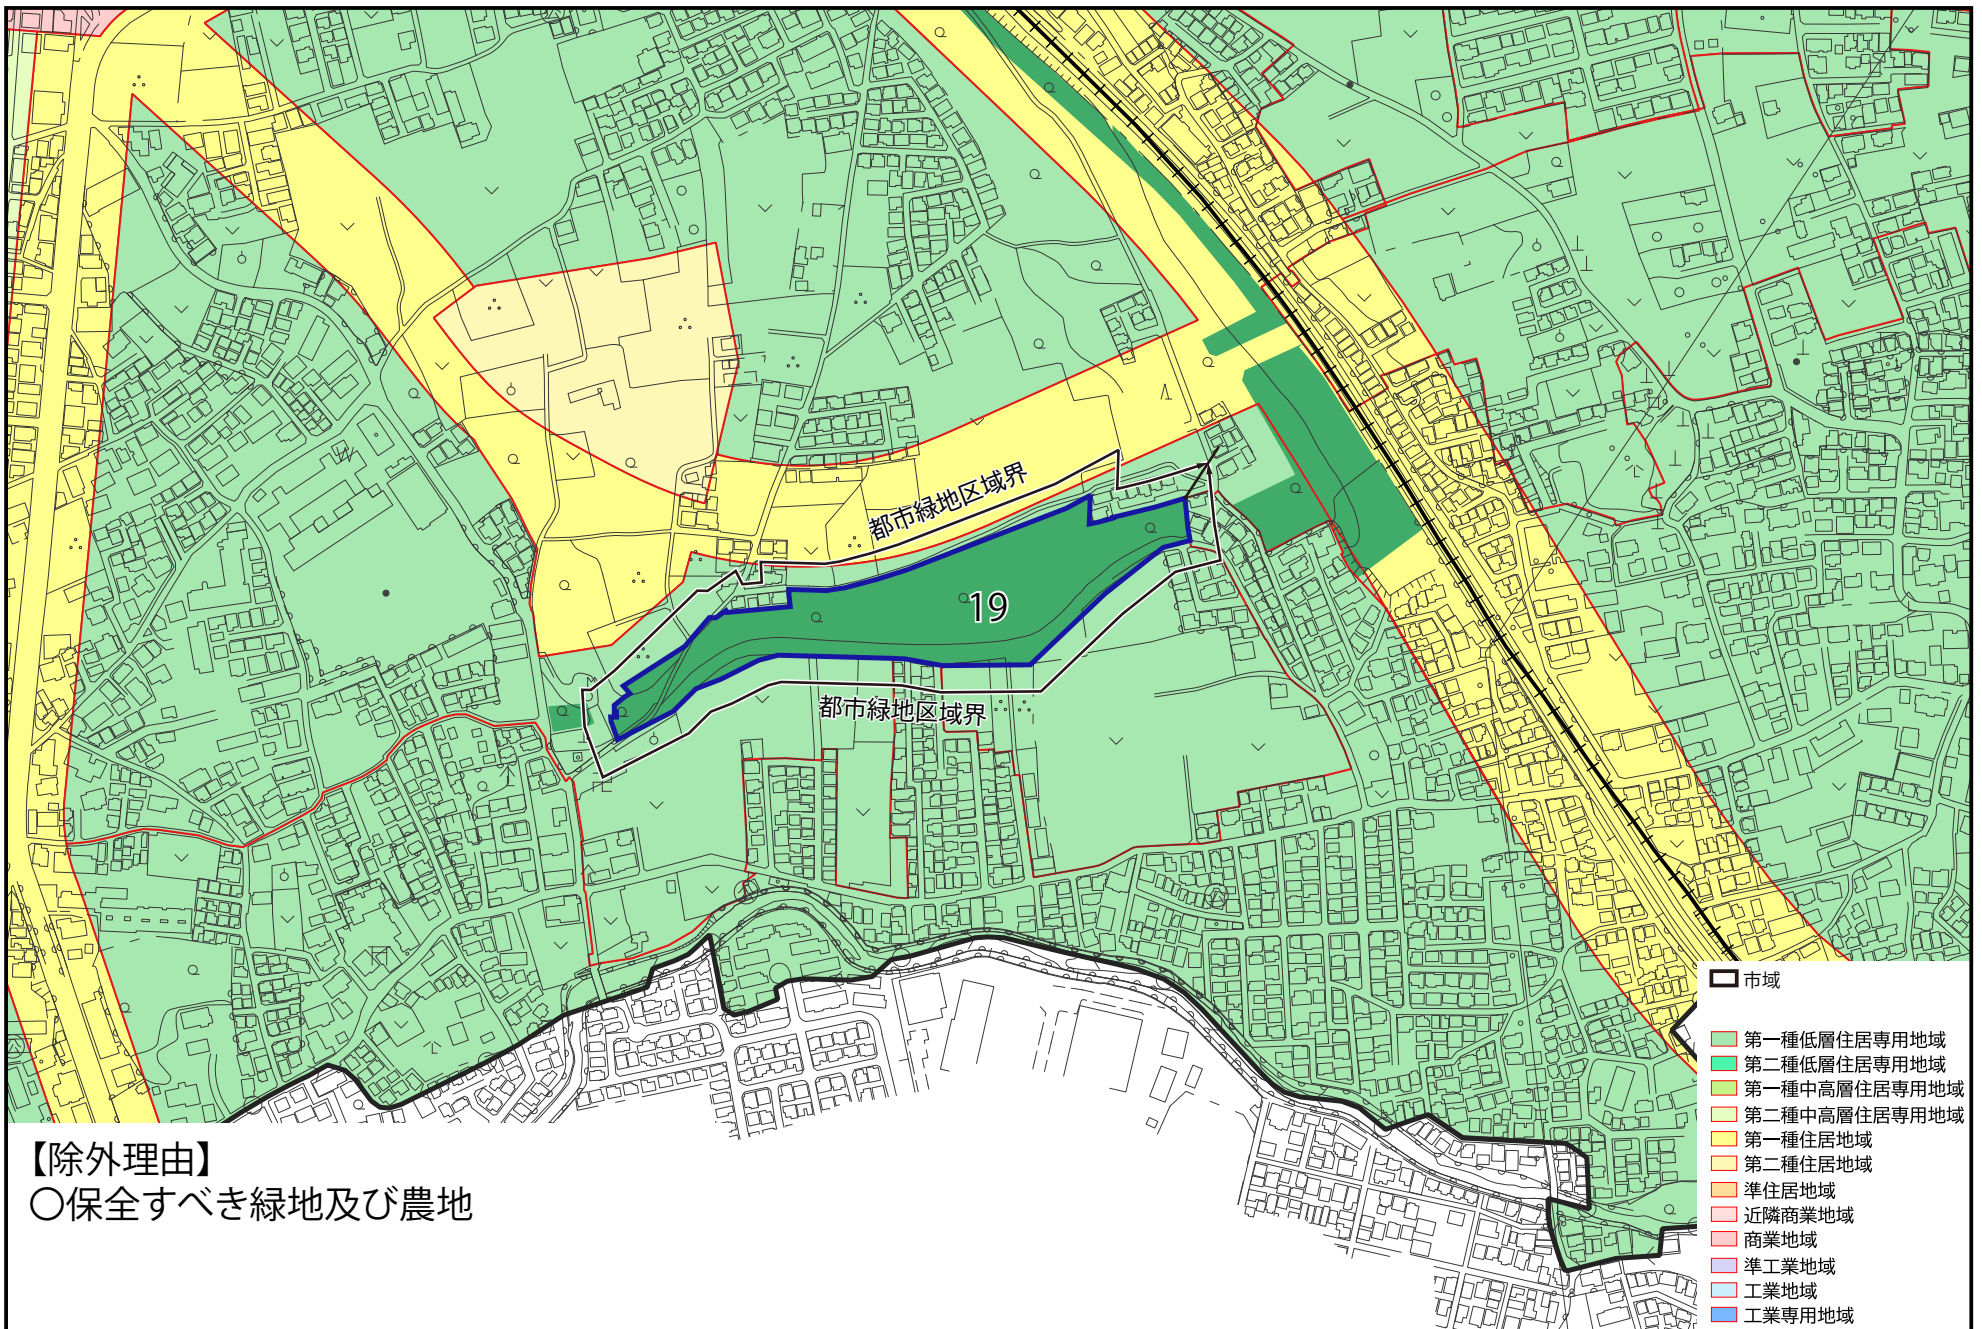 都市緑地区域界
19
都市緑地区域界
【除外理由】
〇保全すべき緑地及び農地
市域
第一種低層住居専用地域
第二種低層住居専用地域
第一種中高層住居専用地域
第二種中高層住居専用地域
第一種住居地域
第二種住居地域
準住居地域
近隣商業地域
商業地域
準工業地域
工業地域
工業専用地域